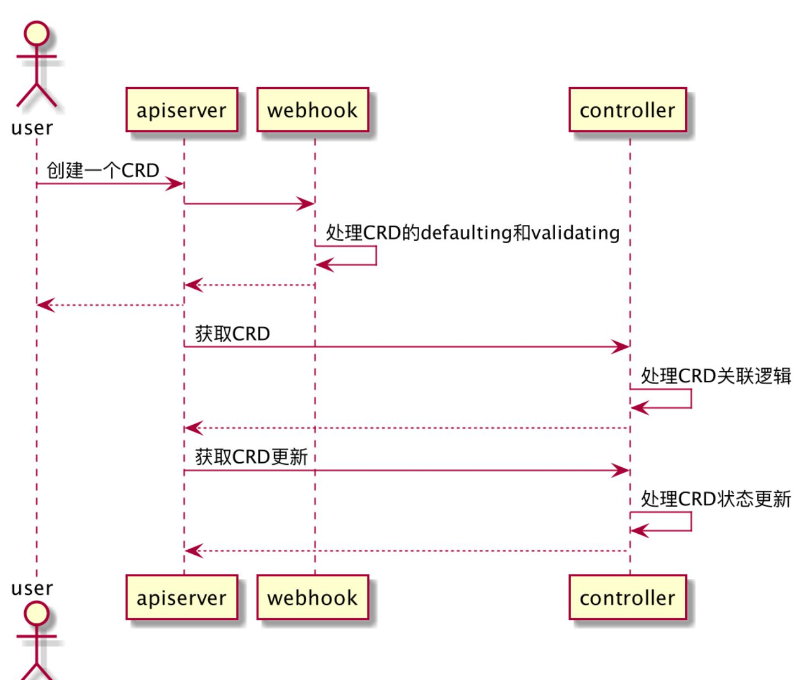 user
apiserver
webhook
controller
创建一个CRD
处理CRD的defaulting和validating
获取CRD
处理CRD关联逻辑
获取CRD更新
处理CRD状态更新
user
apiserver
webhook
controller